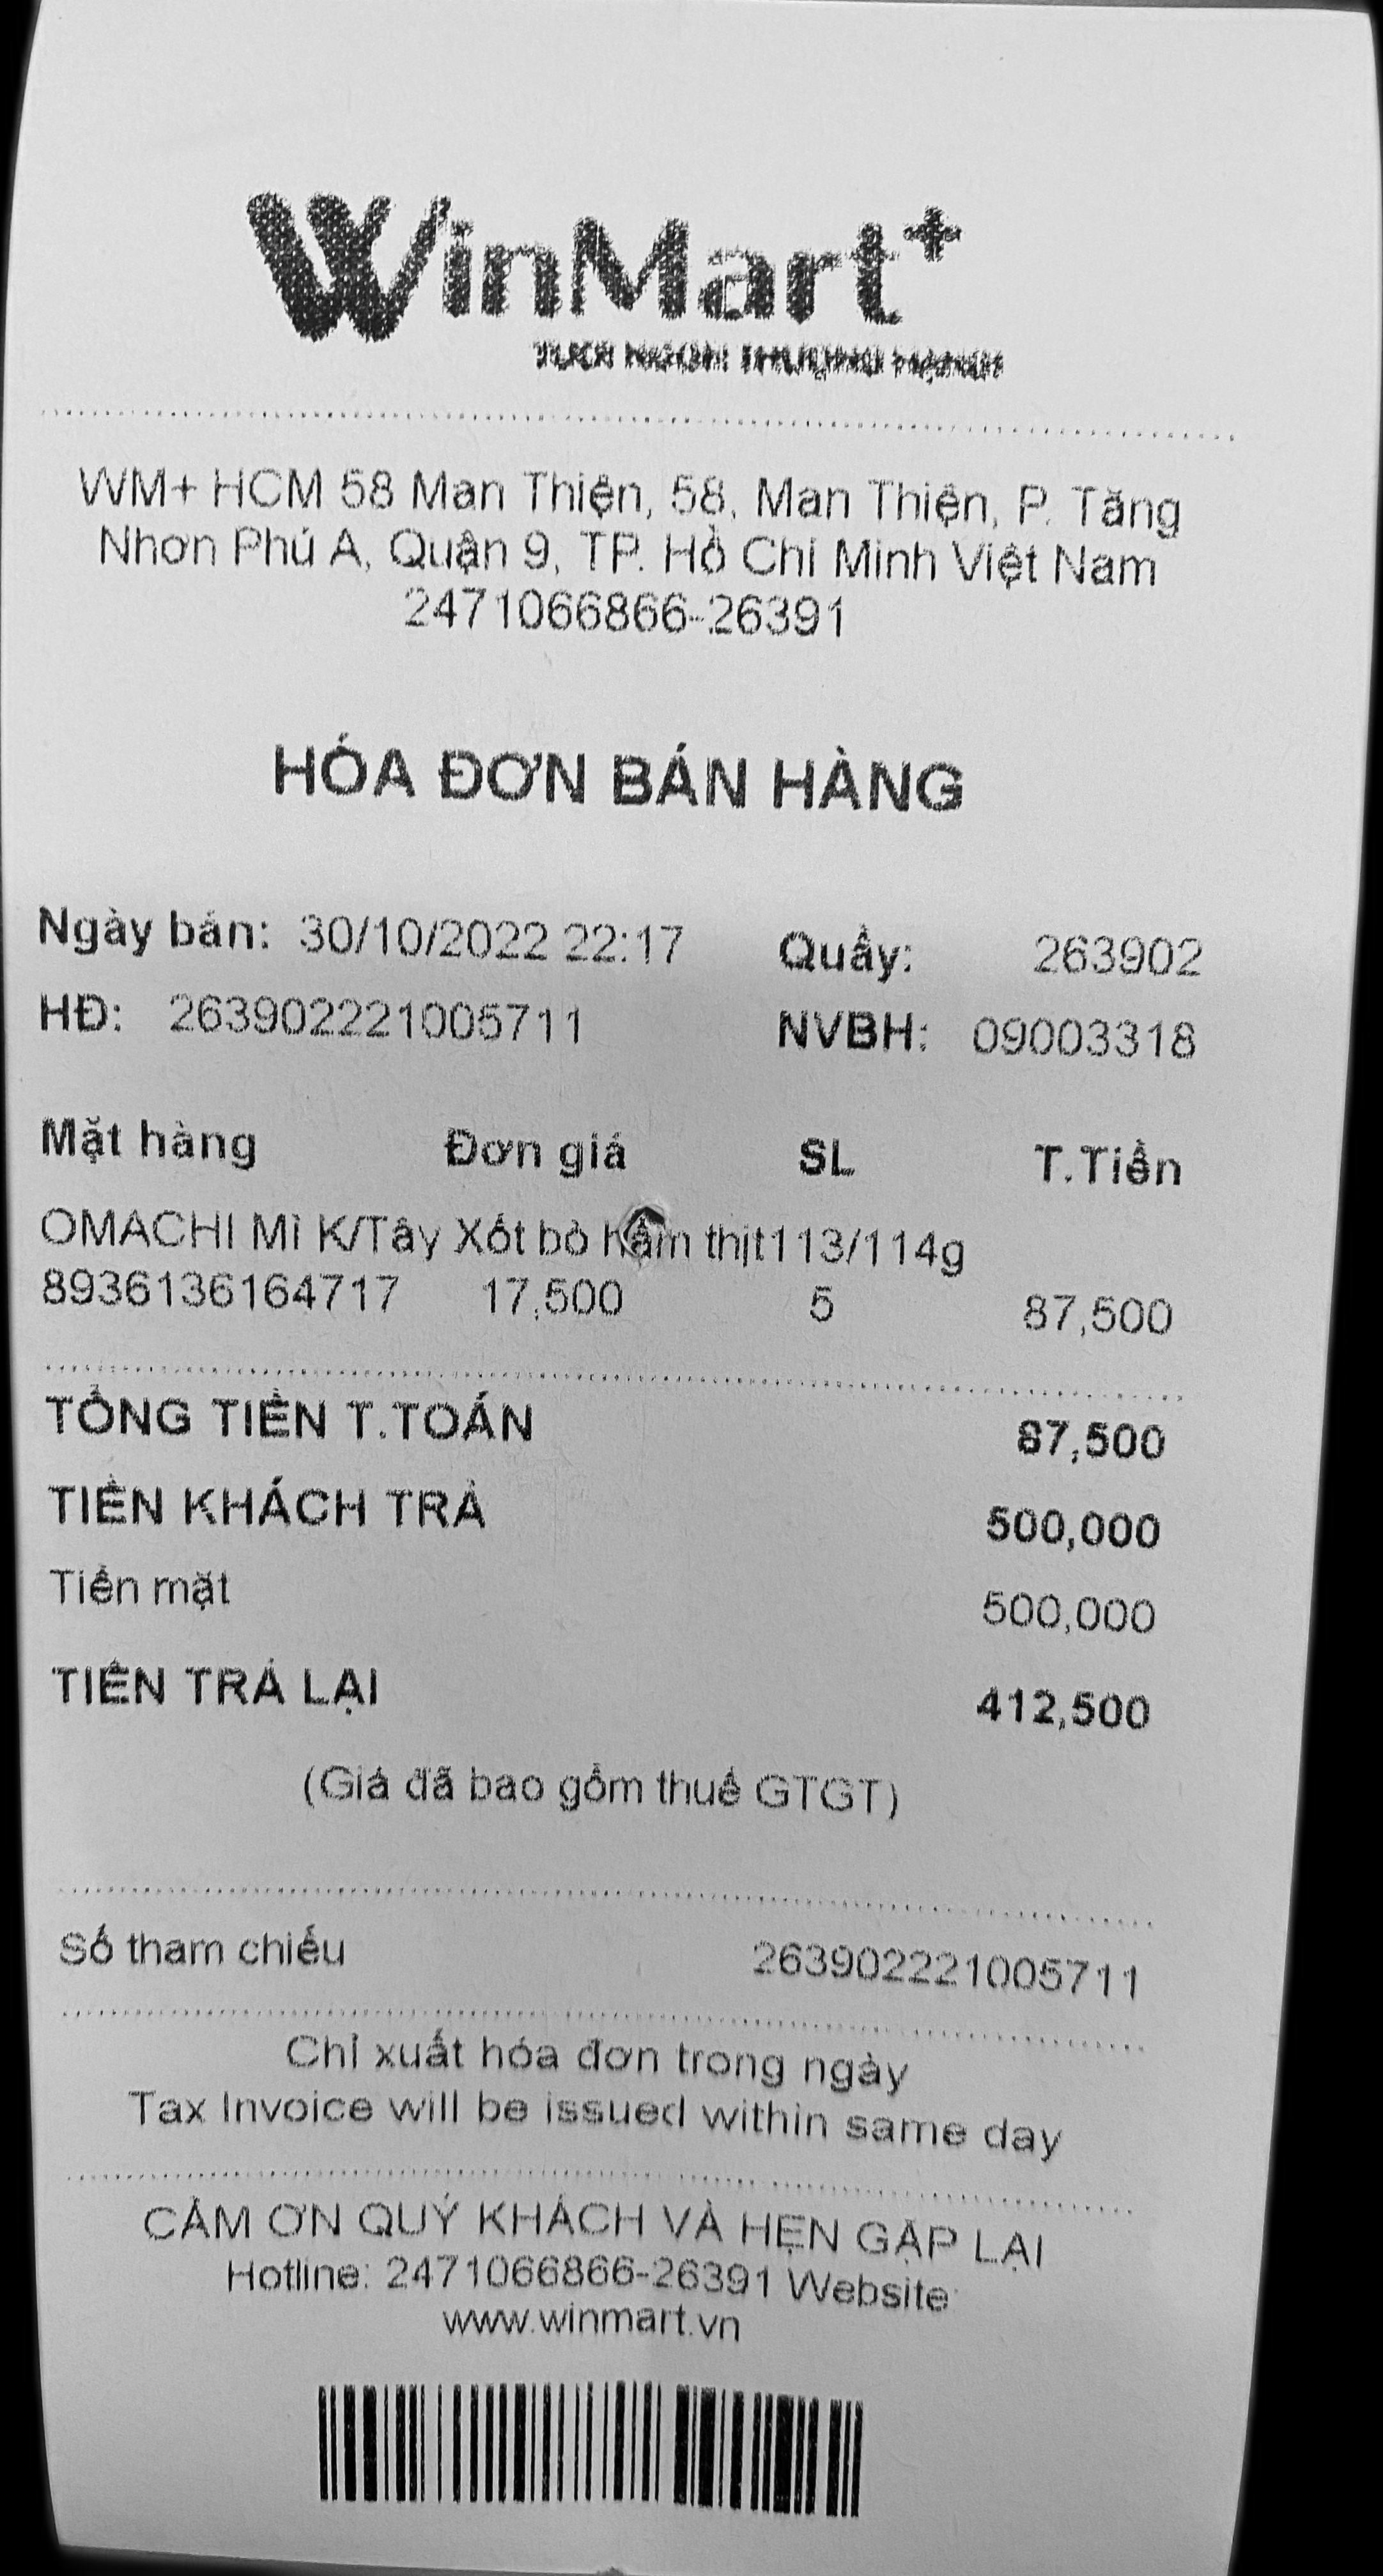 WinMart+
TƯƠI NGON THƯỢNG HẠNG
WM+ HCM 58 Man Thiện, 58, Man Thiện, P. Tăng
Nhơn Phú A, Quận 9, TP. Hồ Chí Minh Việt Nam
2471066866-26391
HÓA ĐƠN BÁN HÀNG
Ngày bán: 30/10/2022 22:17 Quầy: 263902
HĐ: 263902221005711 NVBH: 09003318
Mặt hàng Đơn giá SL T.Tiền
OMACHI Mì K/Tây Xốt bò hầm thịt113/114g
8936136164717 17,500 5 87,500
TỔNG TIỀN T.TOÁN 87,500
TIỀN KHÁCH TRẢ 500,000
Tiền mặt 500,000
TIỀN TRẢ LẠI 412,500
(Giá đã bao gồm thuế GTGT)
Số tham chiếu 263902221005711
Chỉ xuất hóa đơn trong ngày
Tax Invoice will be issued within same day
CẢM ƠN QUÝ KHÁCH VÀ HẸN GẶP LẠI
Hotline: 2471066866-26391 Website:
www.winmart.vn